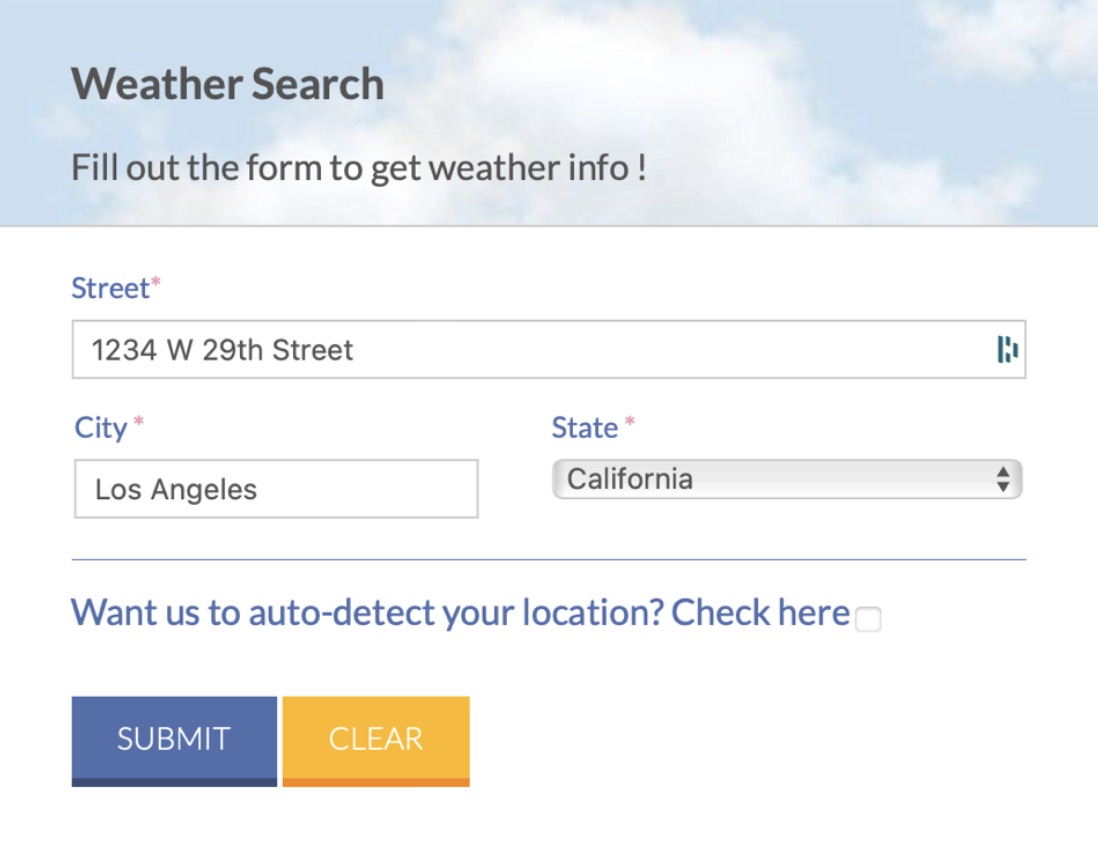 Weather Search
Fill out the form to get weather info !
Street*
1234 W 29th Street
City * State *
Los Angeles California
Want us to auto-detect your location? Check here
SUBMIT CLEAR